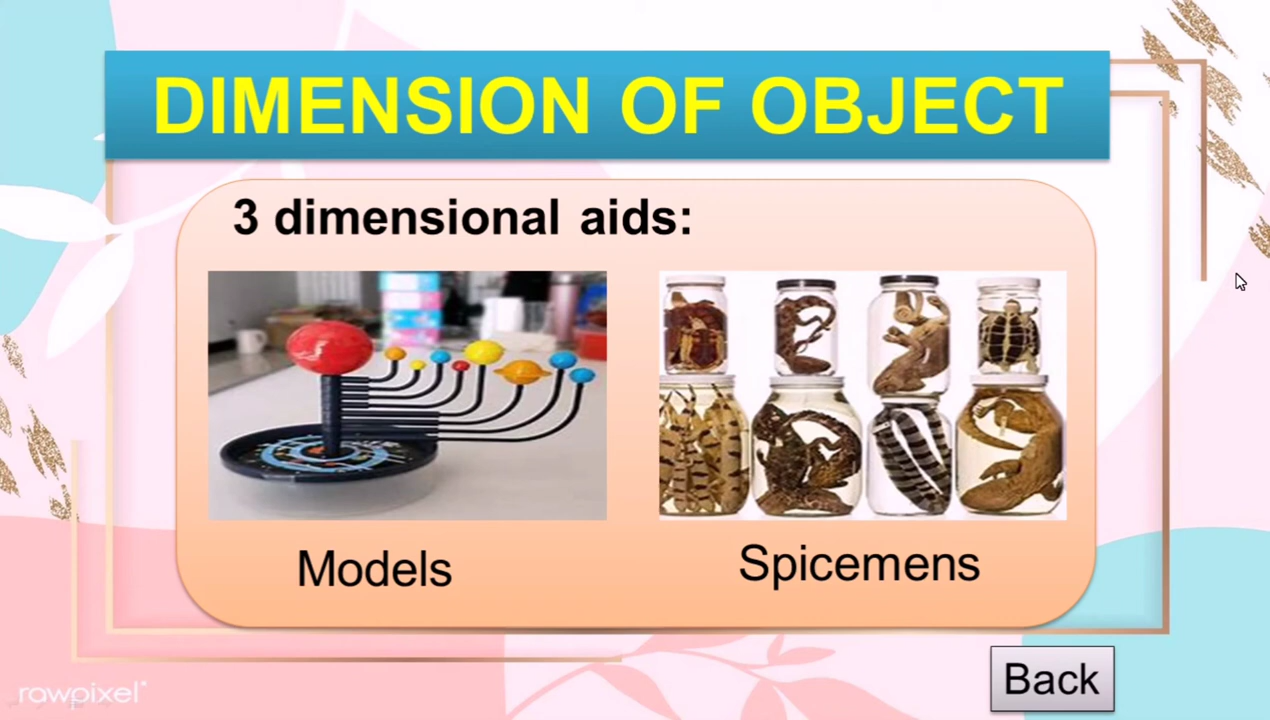 DIMENSION OF OBJECT
3 dimensional aids:
Models
Spicemens
Back
rawpixel